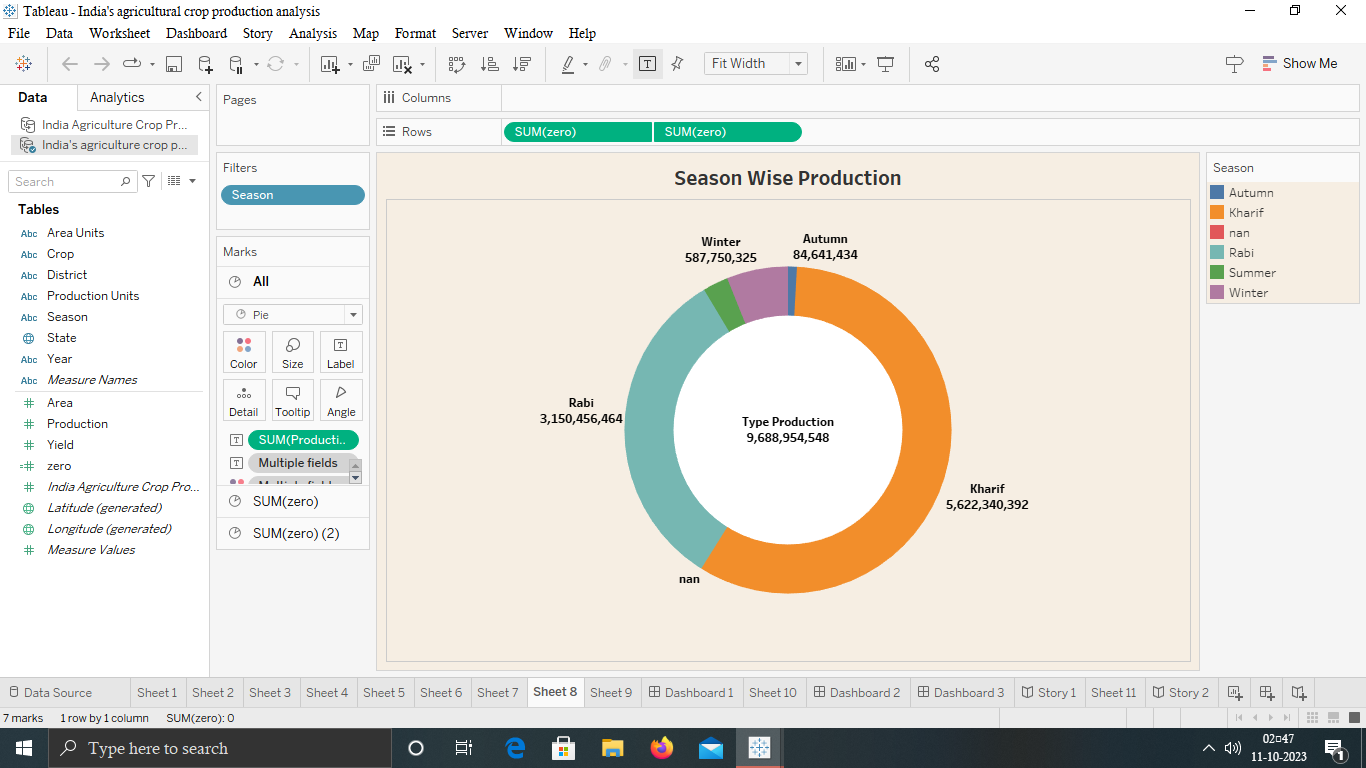 Tableau - India's agricultural crop production analysis
File Data Worksheet Dashboard Story Analysis Map Format Server Window Help
Fit Width
Show Me
Data Analytics
India Agriculture Crop Pr...
India's agriculture crop p...
Search
Tables
Abc Area Units
Abc Crop
Abc District
Abc Production Units
Abc Season
State
Abc Year
Abc Measure Names
Area
Production
Yield
zero
India Agriculture Crop Pro...
Latitude (generated)
Longitude (generated)
Measure Values
Pages
Filters
Season
Marks
All
Pie
Color Size Label
Detail Tooltip Angle
SUM(Producti..
Multiple fields
SUM(zero)
SUM(zero) (2)
Columns
Rows SUM(zero) SUM(zero)
Season Wise Production
Winter
587,750,325
Autumn
84,641,434
Rabi
3,150,456,464
Type Production
9,688,954,548
Kharif
5,622,340,392
nan
Season
Autumn
Kharif
nan
Rabi
Summer
Winter
Data Source Sheet 1 Sheet 2 Sheet 3 Sheet 4 Sheet 5 Sheet 6 Sheet 7 Sheet 8 Sheet 9 Dashboard 1 Sheet 10 Dashboard 2 Dashboard 3 Story 1 Sheet 11 Story 2
7 marks 1 row by 1 column SUM(zero): 0
Type here to search
02:47
11-10-2023
1